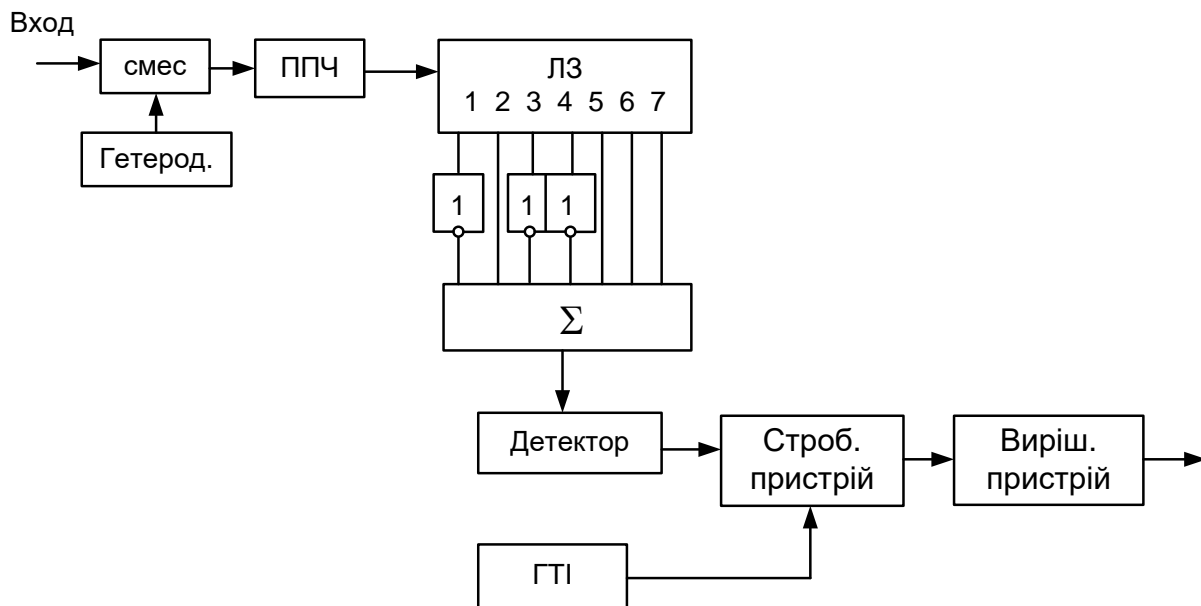 Вход
смес
ППЧ
ЛЗ
1 2 3 4 5 6 7
Гетерод.
1 1 1
Σ
Детектор
Строб.
пристрій
Виріш.
пристрій
ГТІ